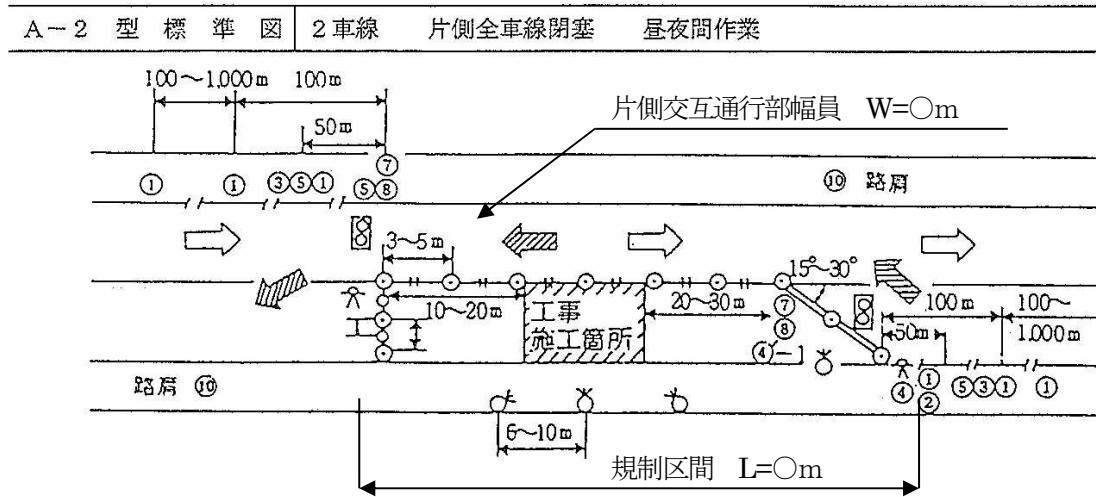 A－2 型 標 準 図 2車線 片側全車線閉塞 昼夜間作業
100～1,000m 100m
50m
片側交互通行部幅員 W=○m
⑦
① ① ③⑤① ⑤⑧
⑩ 路肩
3～5m
15°～30°
10～20m
工事
施工箇所
20～30m
⑦
⑧
④
100m 100～
1,000m
50m
路肩 ⑩
④ ① ⑤③① ①
②
6～10m
規制区間 L=○m